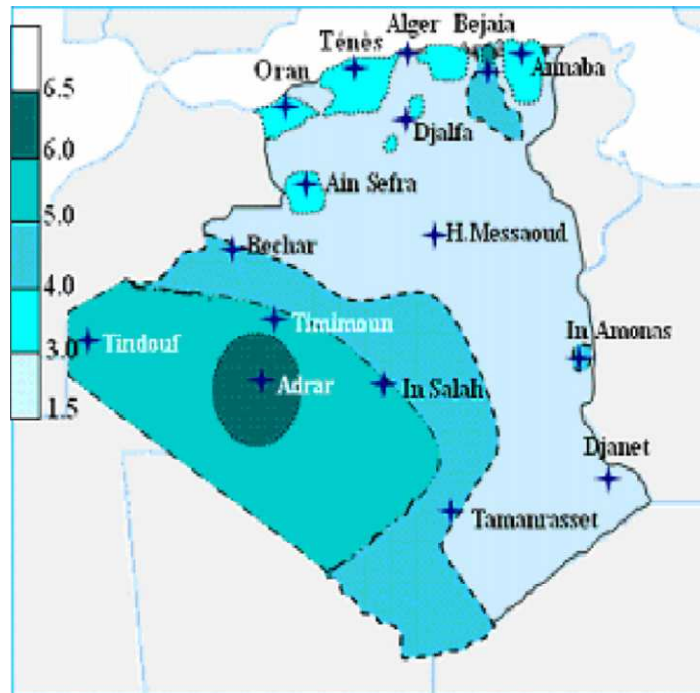 Alger
Bejaia
Ténès
Oran
Annaba
6.5
Djalfa
6.0
Ain Sefra
5.0
Bechar
H.Messaoud
4.0
Timimoun
In Amonas
Tindouf
3.0
Adrar
In Salah
1.5
Djanet
Tamanrasset